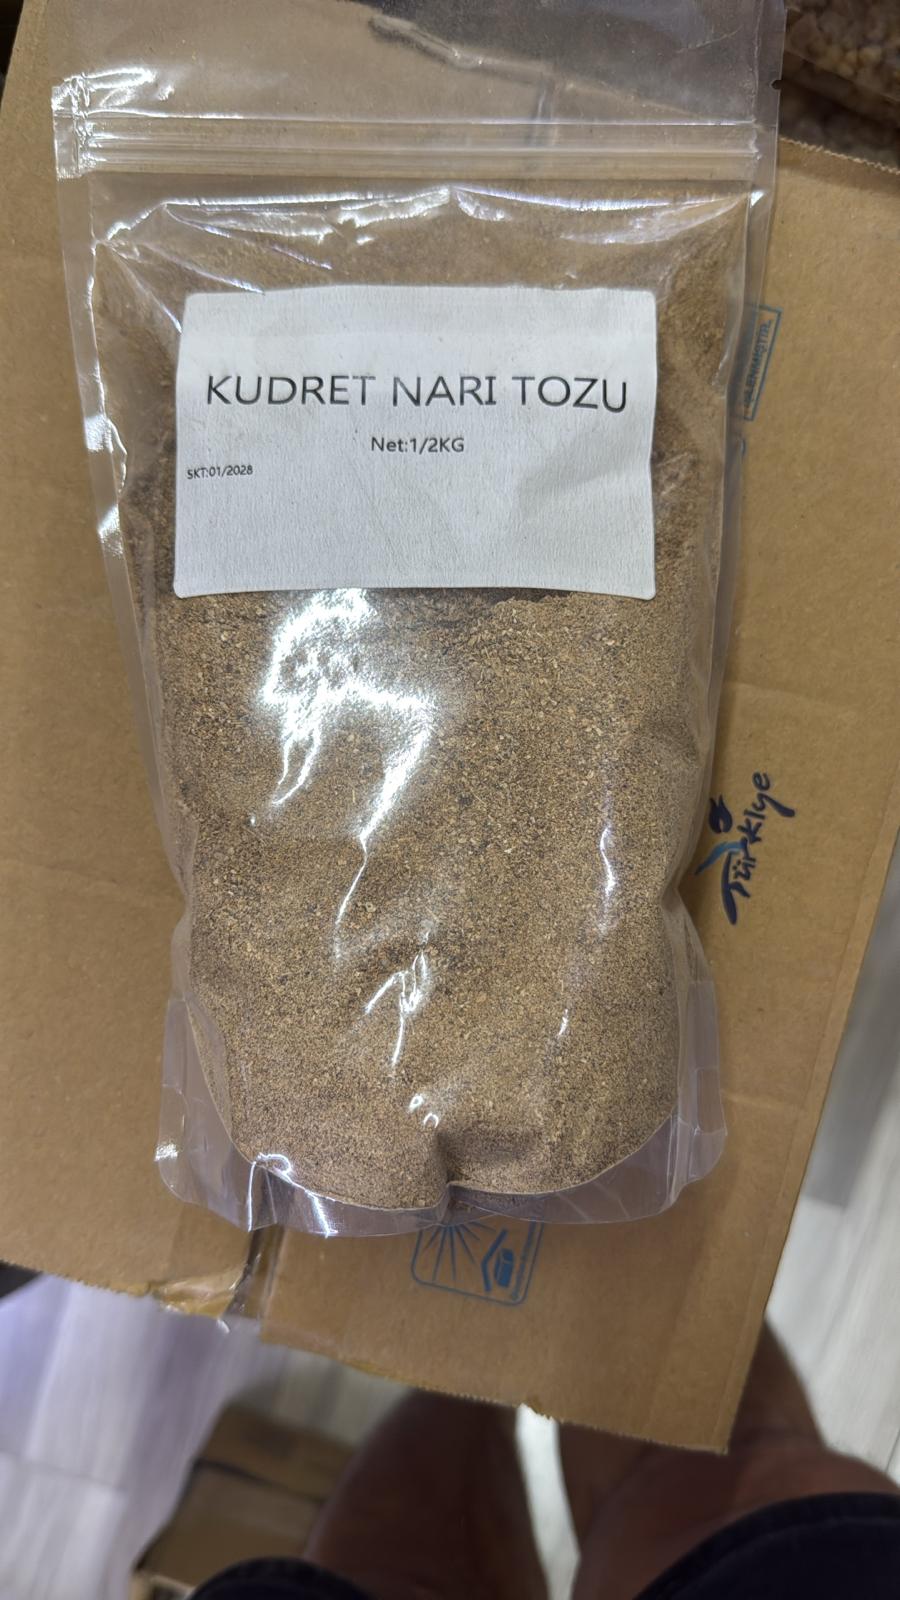 KUDRET NARI TOZU
Net:1/2KG
SKT:01/2028
Türkiye